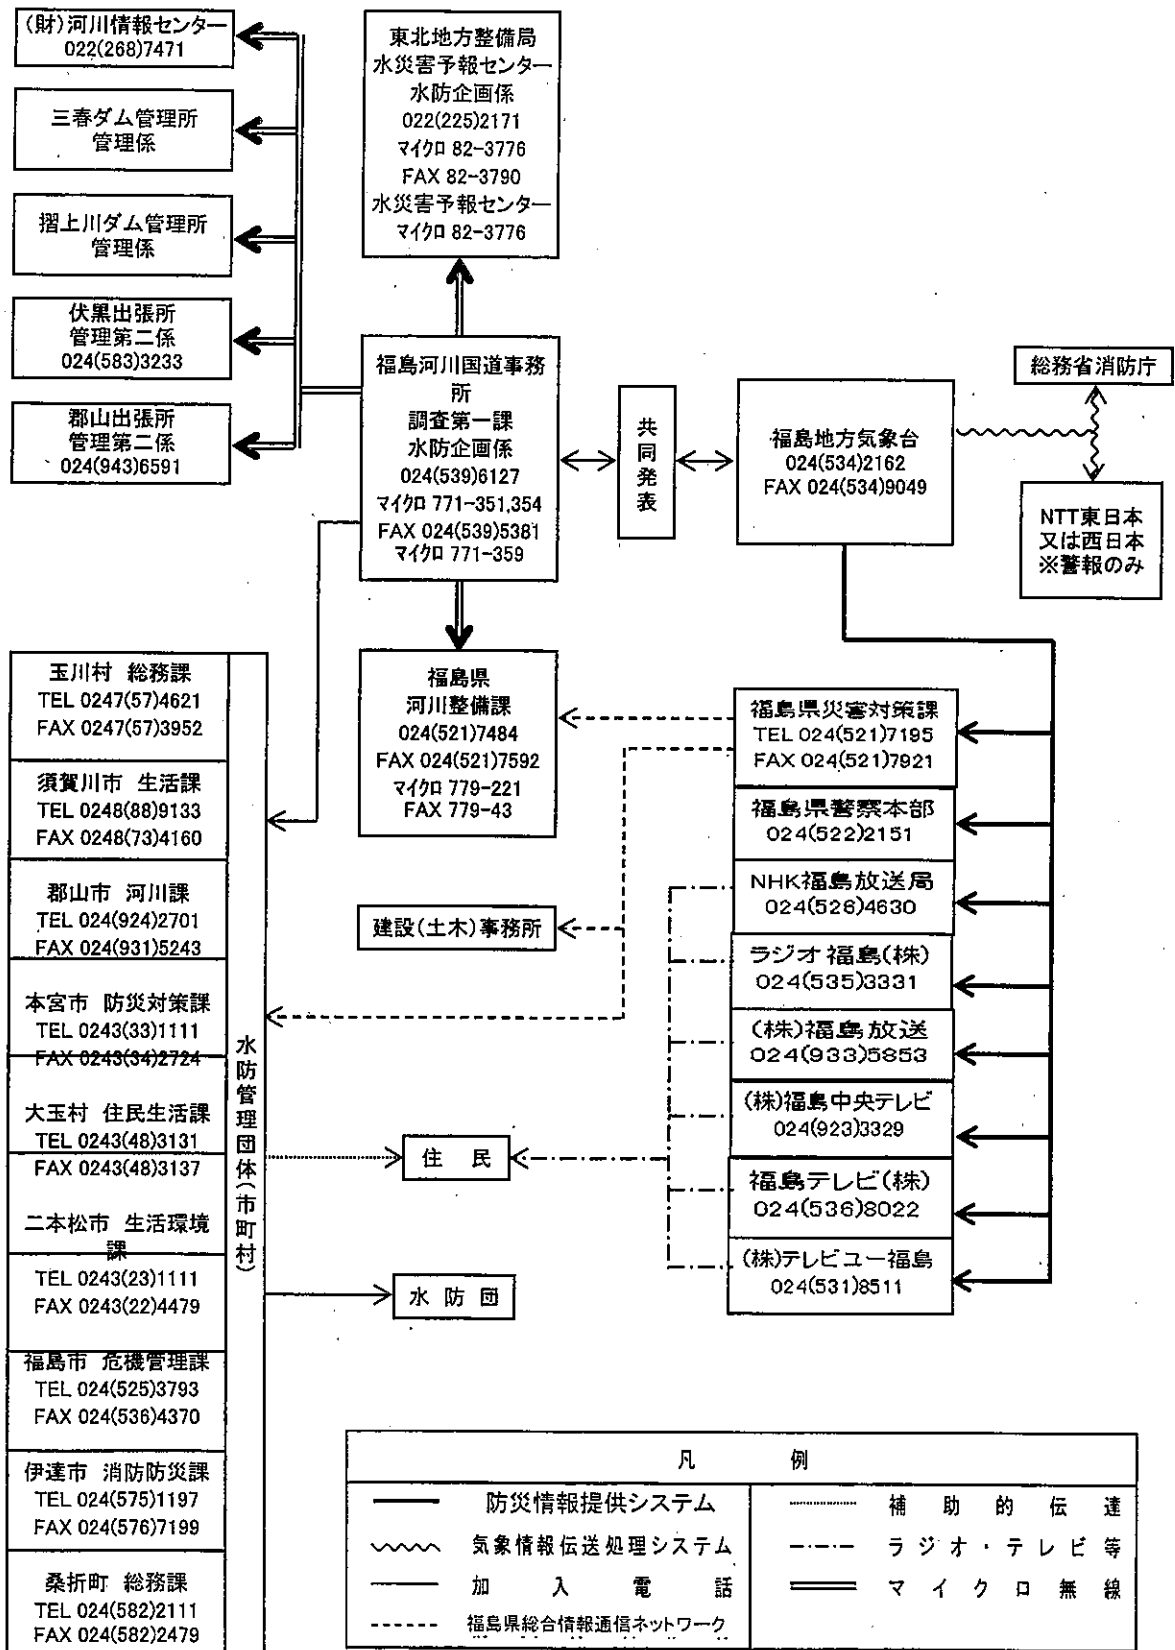 (財)河川情報センター
022(268)7471
三春ダム管理所
管理係
摺上川ダム管理所
管理係
伏黒出張所
管理第二係
024(583)3233
郡山出張所
管理第二係
024(943)6591
東北地方整備局
水災害予報センター
水防企画係
022(225)2171
マイクロ 82-3776
FAX 82-3790
水災害予報センター
マイクロ 82-3776
福島河川国道事務
所
調査第一課
水防企画係
024(539)6127
マイクロ 771-351,354
FAX 024(539)5381
マイクロ 771-359
共同発表
福島地方気象台
024(534)2162
FAX 024(534)9049
総務省消防庁
NTT東日本
又は西日本
※警報のみ
福島県
河川整備課
024(521)7484
FAX 024(521)7592
マイクロ 779-221
FAX 779-43
福島県災害対策課
TEL 024(521)7195
FAX 024(521)7921
福島県警察本部
024(522)2151
NHK福島放送局
024(526)4630
ラジオ福島(株)
024(535)3331
(株)福島放送
024(933)5853
(株)福島中央テレビ
024(923)3329
福島テレビ(株)
024(536)8022
(株)テレビユー福島
024(531)8511
建設(土木)事務所
住 民
水 防 団
玉川村 総務課
TEL 0247(57)4621
FAX 0247(57)3952
須賀川市 生活課
TEL 0248(88)9133
FAX 0248(73)4160
郡山市 河川課
TEL 024(924)2701
FAX 024(931)5243
本宮市 防災対策課
TEL 0243(33)1111
FAX 0243(34)2724
大玉村 住民生活課
TEL 0243(48)3131
FAX 0243(48)3137
二本松市 生活環境
課
TEL 0243(23)1111
FAX 0243(22)4479
福島市 危機管理課
TEL 024(525)3793
FAX 024(536)4370
伊達市 消防防災課
TEL 024(575)1197
FAX 024(576)7199
桑折町 総務課
TEL 024(582)2111
FAX 024(582)2479
水防管理団体(市町村)
凡 例
防災情報提供システム
気象情報伝送処理システム
加 入 電 話
福島県総合情報通信ネットワーク
補 助 的 伝 達
ラ ジ オ ・ テ レ ビ 等
マ イ ク ロ 無 線